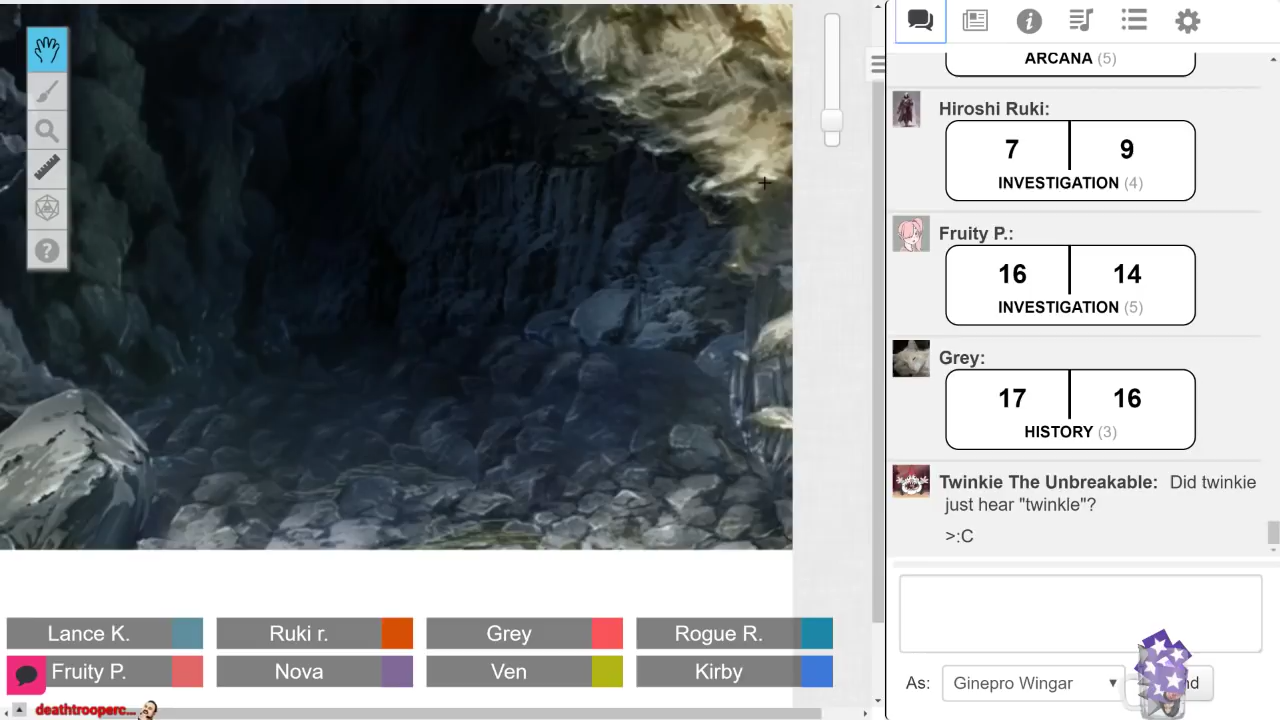 ARCANA (5)
Hiroshi Ruki:
7 9
INVESTIGATION (4)
Fruity P.:
16 14
INVESTIGATION (5)
Grey:
17 16
HISTORY (3)
Twinkie The Unbreakable: Did twinkie
just hear "twinkle"?
>:C
Lance K. Ruki r. Grey Rogue R.
Fruity P. Nova Ven Kirby
As: Ginepro Wingar nd
deathtrooperc...
?